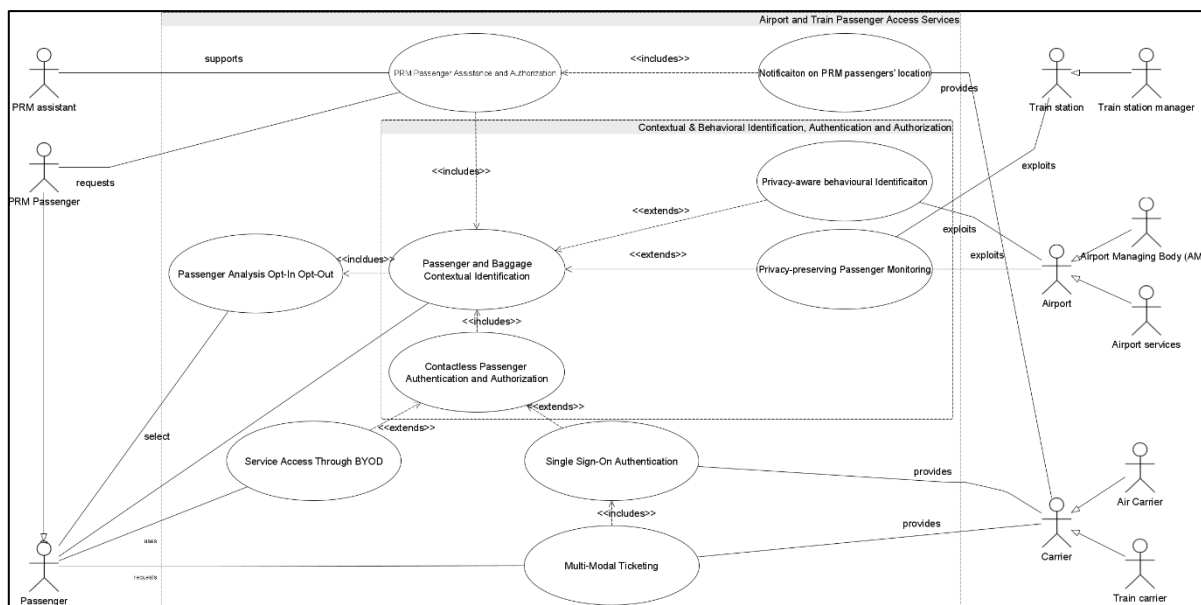 Airport and Train Passenger Access Services
supports
<<includes>>
PRM Passenger Assistance and Authorization
Notificaiton on PRM passengers' location
provides
PRM assistant
Train station
Train station manager
Contextual & Behavioral Identification, Authentication and Authorization
requests
PRM Passenger
<<includes>>
Privacy-aware behavioural Identificaiton
exploits
<<extends>>
exploits
Passenger Analysis Opt-In Opt-Out
<<incldues>>
Passenger and Baggage
Contextual Identification
<<extends>>
Privacy-preserving Passenger Monitoring
exploits
Airport
Airport Managing Body (AM
Airport services
<<includes>>
Contactless Passenger
Authentication and Authorization
<<extends>>
<<extends>>
select
Service Access Through BYOD
Single Sign-On Authentication
provides
Air Carrier
<<includes>>
provides
Carrier
uses
requests
Multi-Modal Ticketing
Passenger
Train carrier